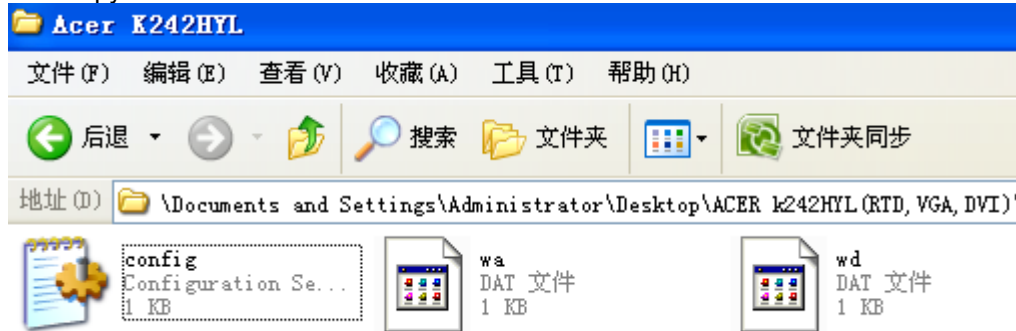 Acer K242HYL
文件(F) 编辑(E) 查看(V) 收藏(A) 工具(T) 帮助(H)
后退 搜索 文件夹 文件夹同步
地址(D) \Documents and Settings\Administrator\Desktop\ACER k242HYL(RTD,VGA,DVI)
config
Configuration Se...
1 KB
wa
DAT 文件
1 KB
wd
DAT 文件
1 KB